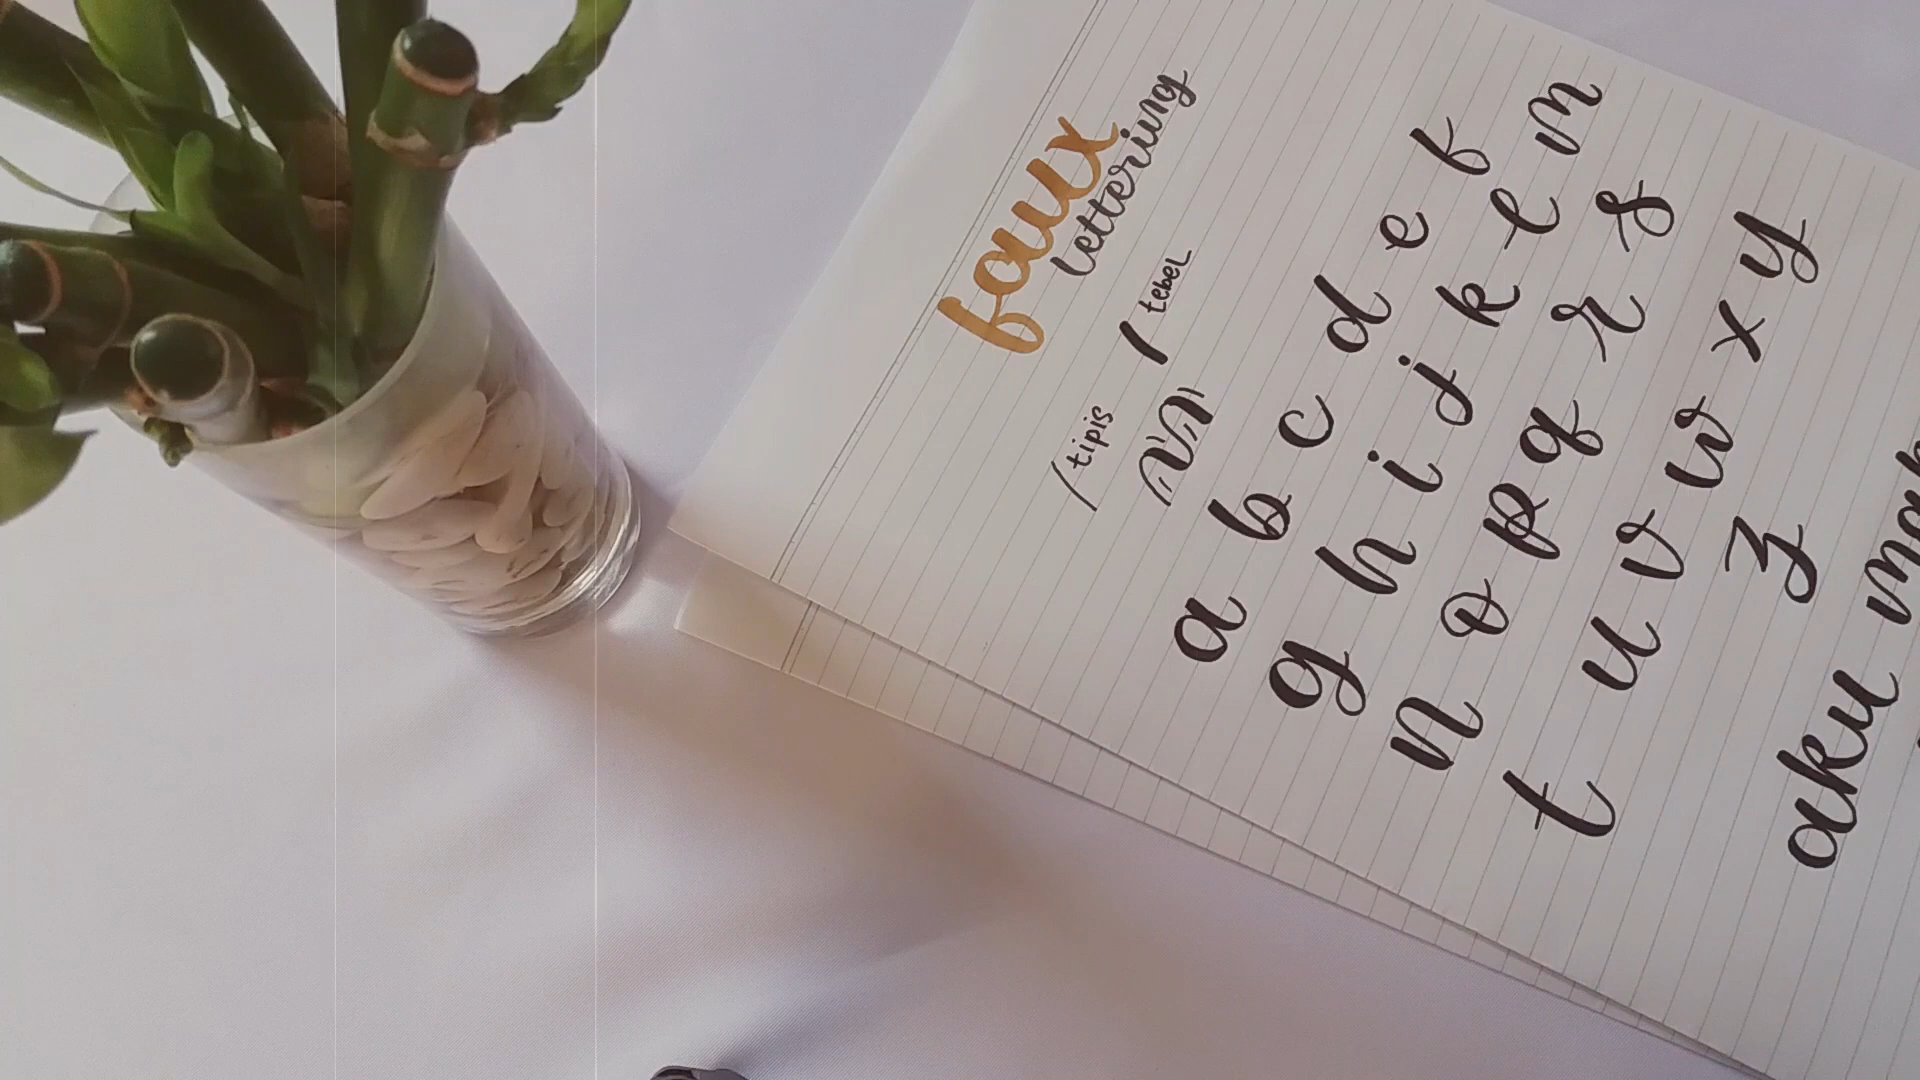 faux
lettering
tipis
tebel
a b c d e f
g h i j k l m
n o p q r s
t u v w x y
z
aku